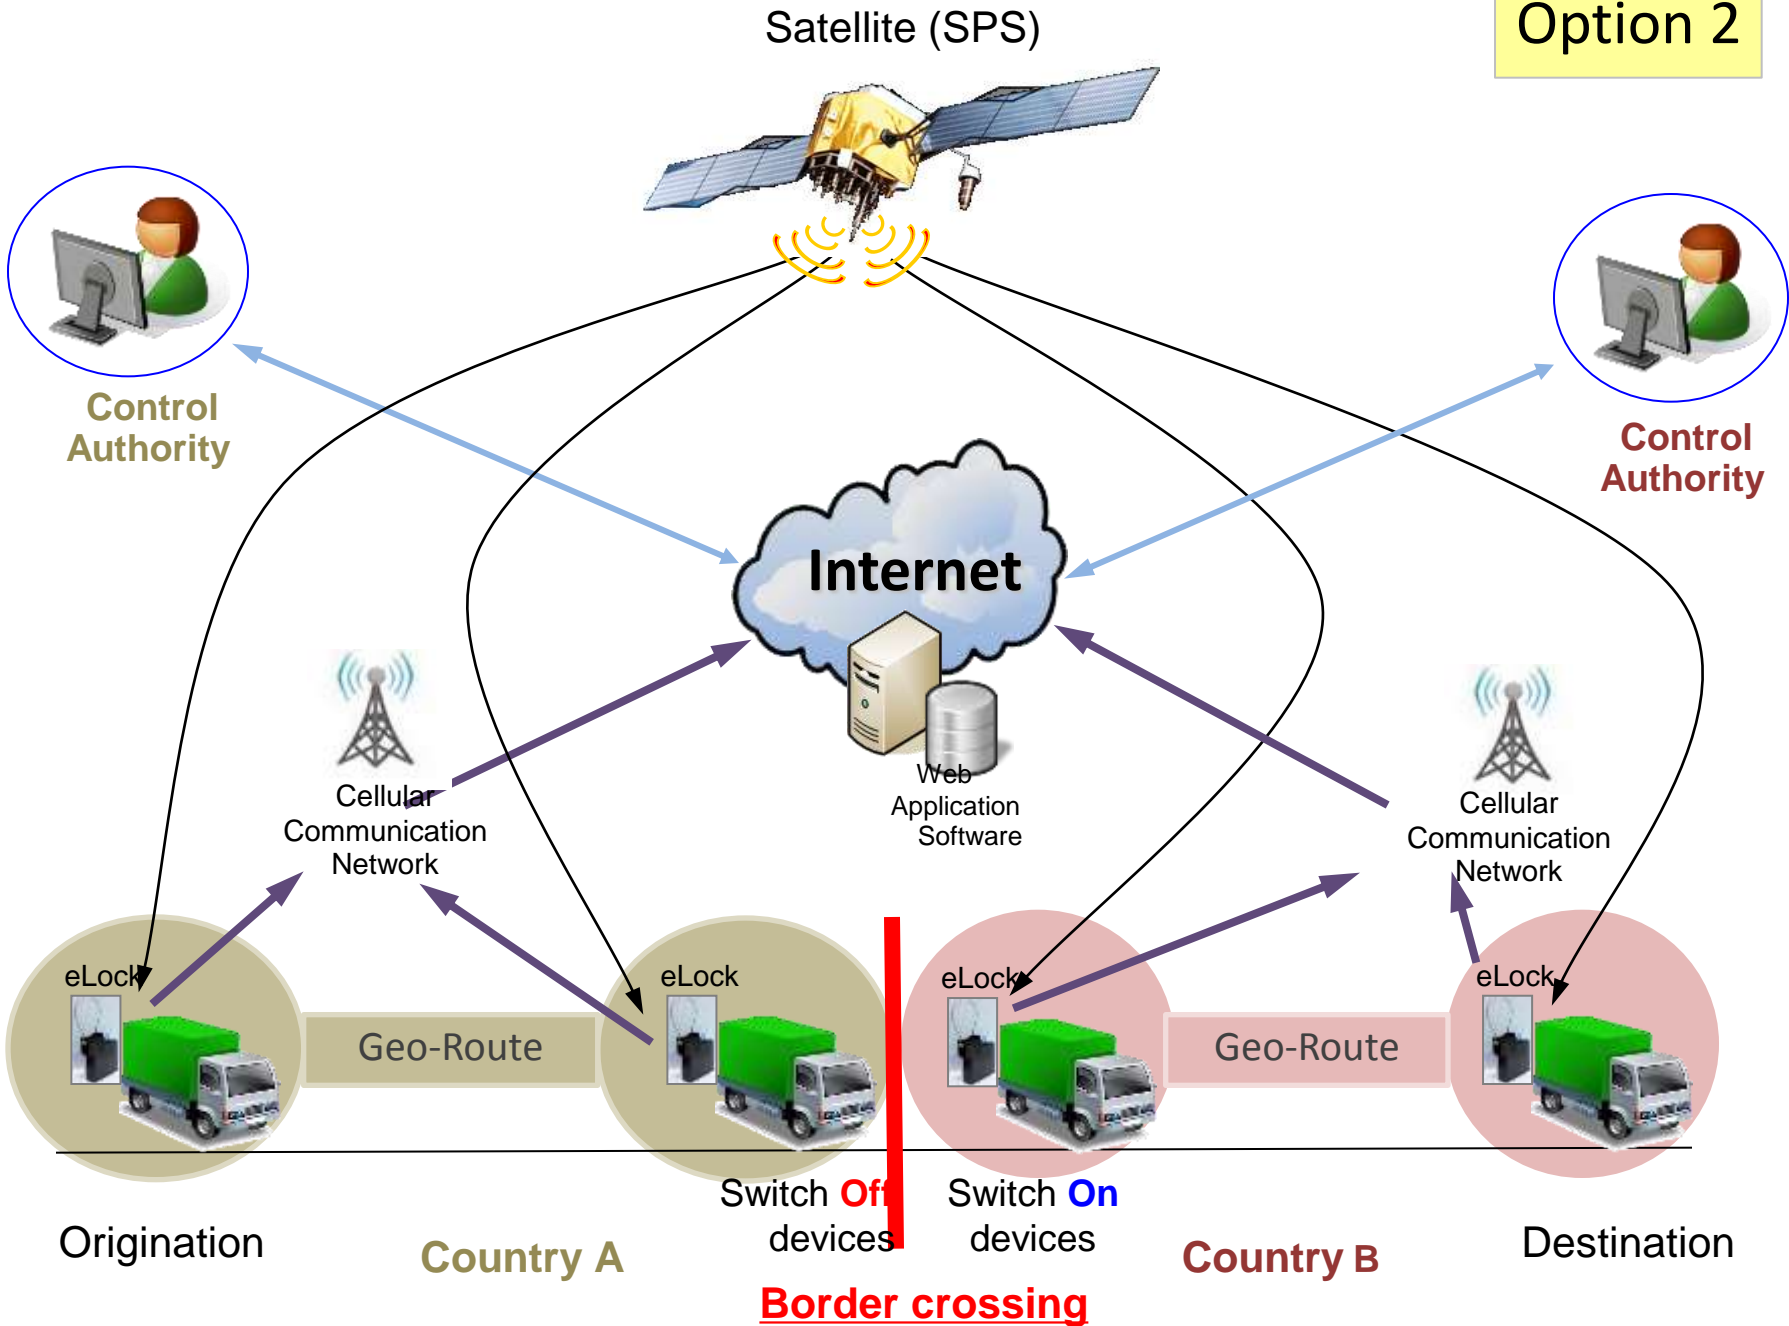 Satellite (SPS)
Option 2
Control
Authority
Control
Authority
Internet
Web
Application
Software
Cellular
Communication
Network
Cellular
Communication
Network
eLock
eLock
eLock
eLock
Geo-Route
Geo-Route
Switch Off
devices
Switch On
devices
Origination
Country A
Country B
Destination
Border crossing